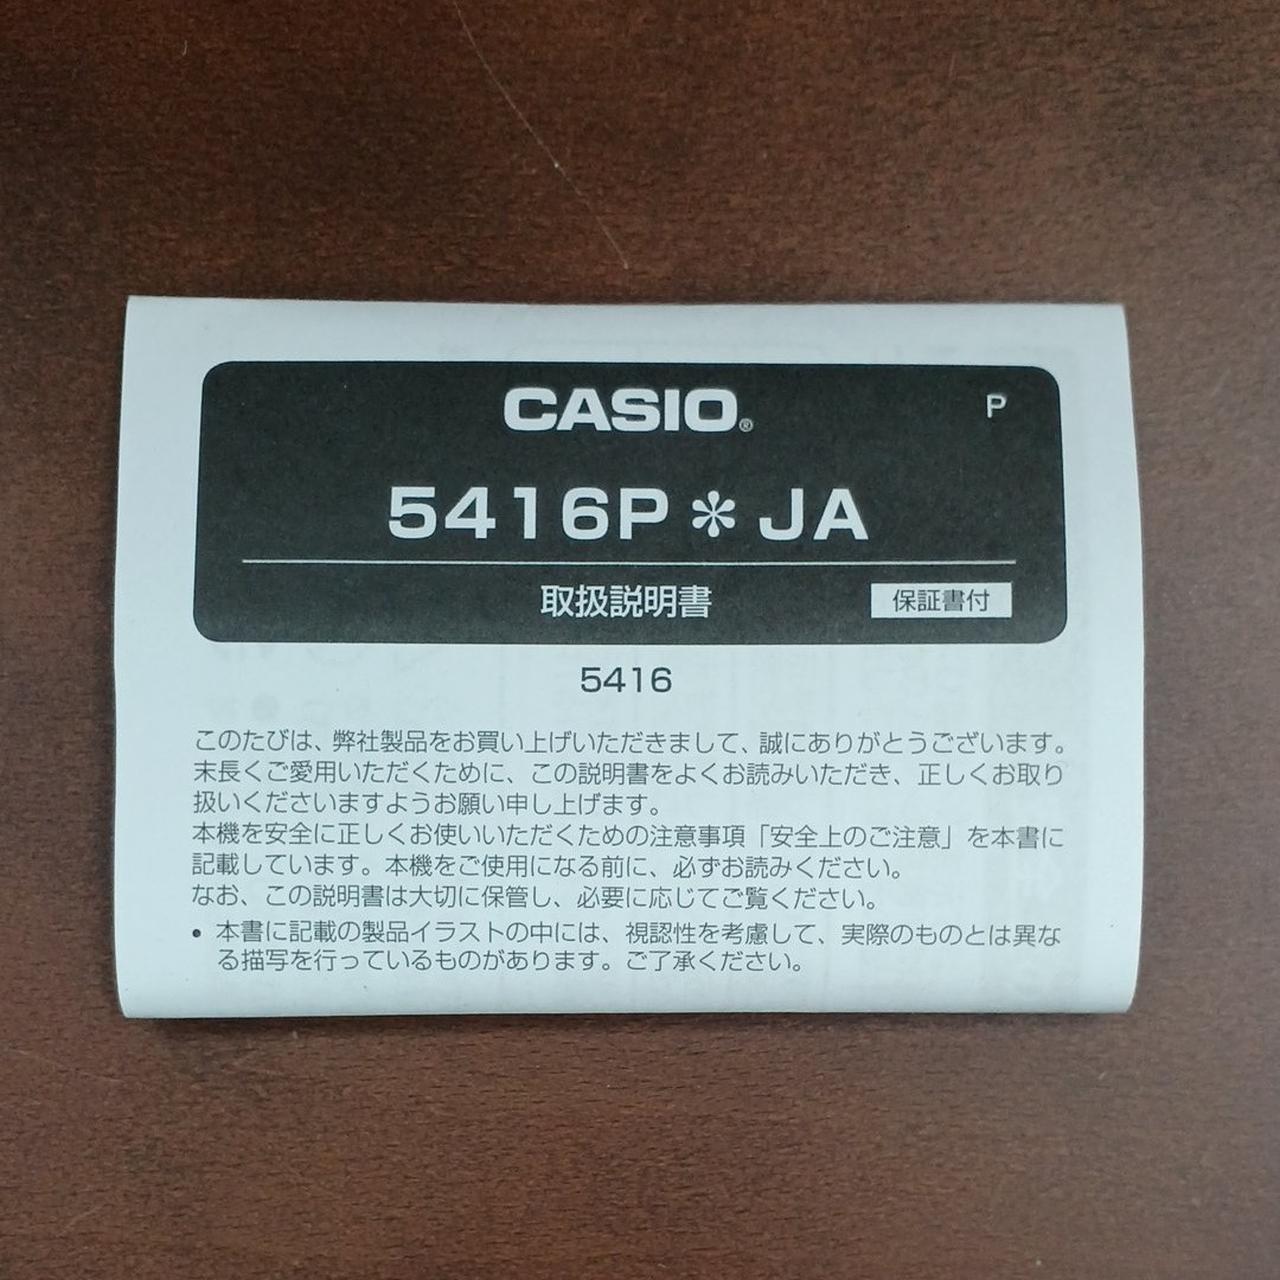 CASIO®
P
5416P＊JA
取扱説明書
保証書付
5416
このたびは、弊社製品をお買い上げいただきまして、誠にありがとうございます。
末長くご愛用いただくために、この説明書をよくお読みいただき、正しくお取り
扱いくださいますようお願い申し上げます。
本機を安全に正しくお使いいただくための注意事項「安全上のご注意」を本書に
記載しています。本機をご使用になる前に、必ずお読みください。
なお、この説明書は大切に保管し、必要に応じてご覧ください。
• 本書に記載の製品イラストの中には、視認性を考慮して、実際のものとは異な
る描写を行っているものがあります。ご了承ください。